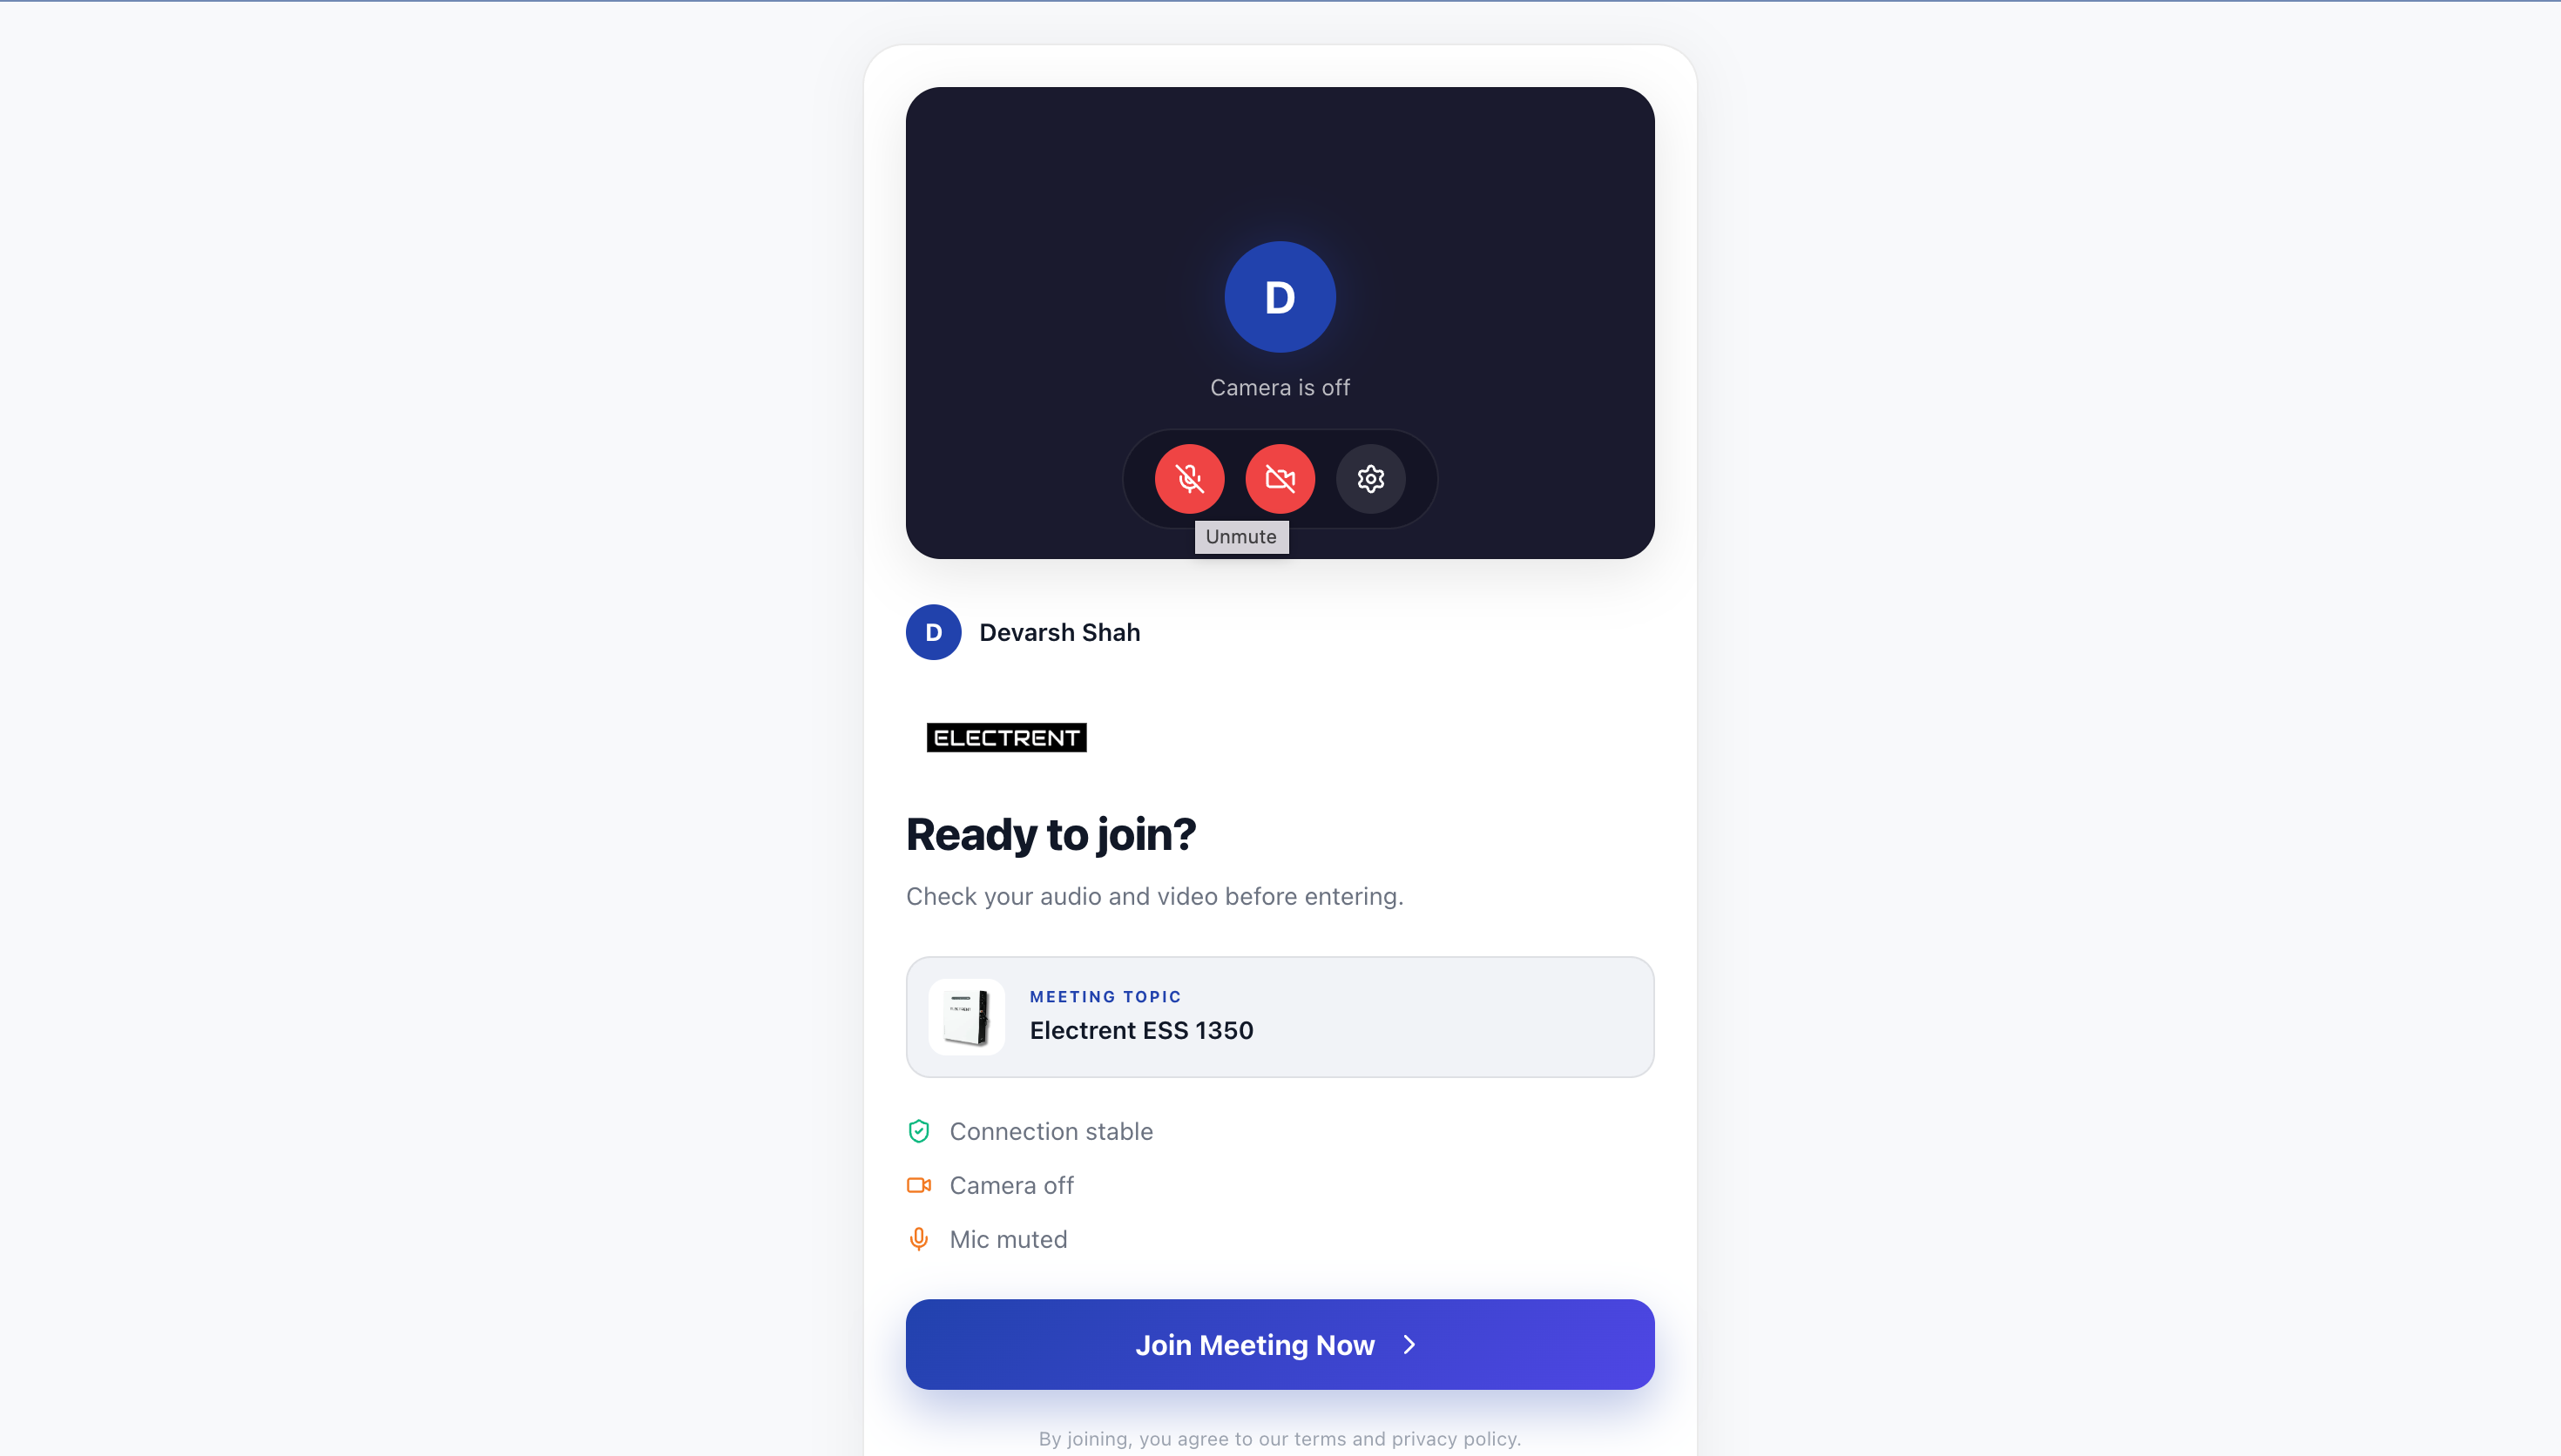 D
Camera is off
Unmute
D Devarsh Shah
ELECTRENT
Ready to join?
Check your audio and video before entering.
MEETING TOPIC
Electrent ESS 1350
Connection stable
Camera off
Mic muted
Join Meeting Now
By joining, you agree to our terms and privacy policy.